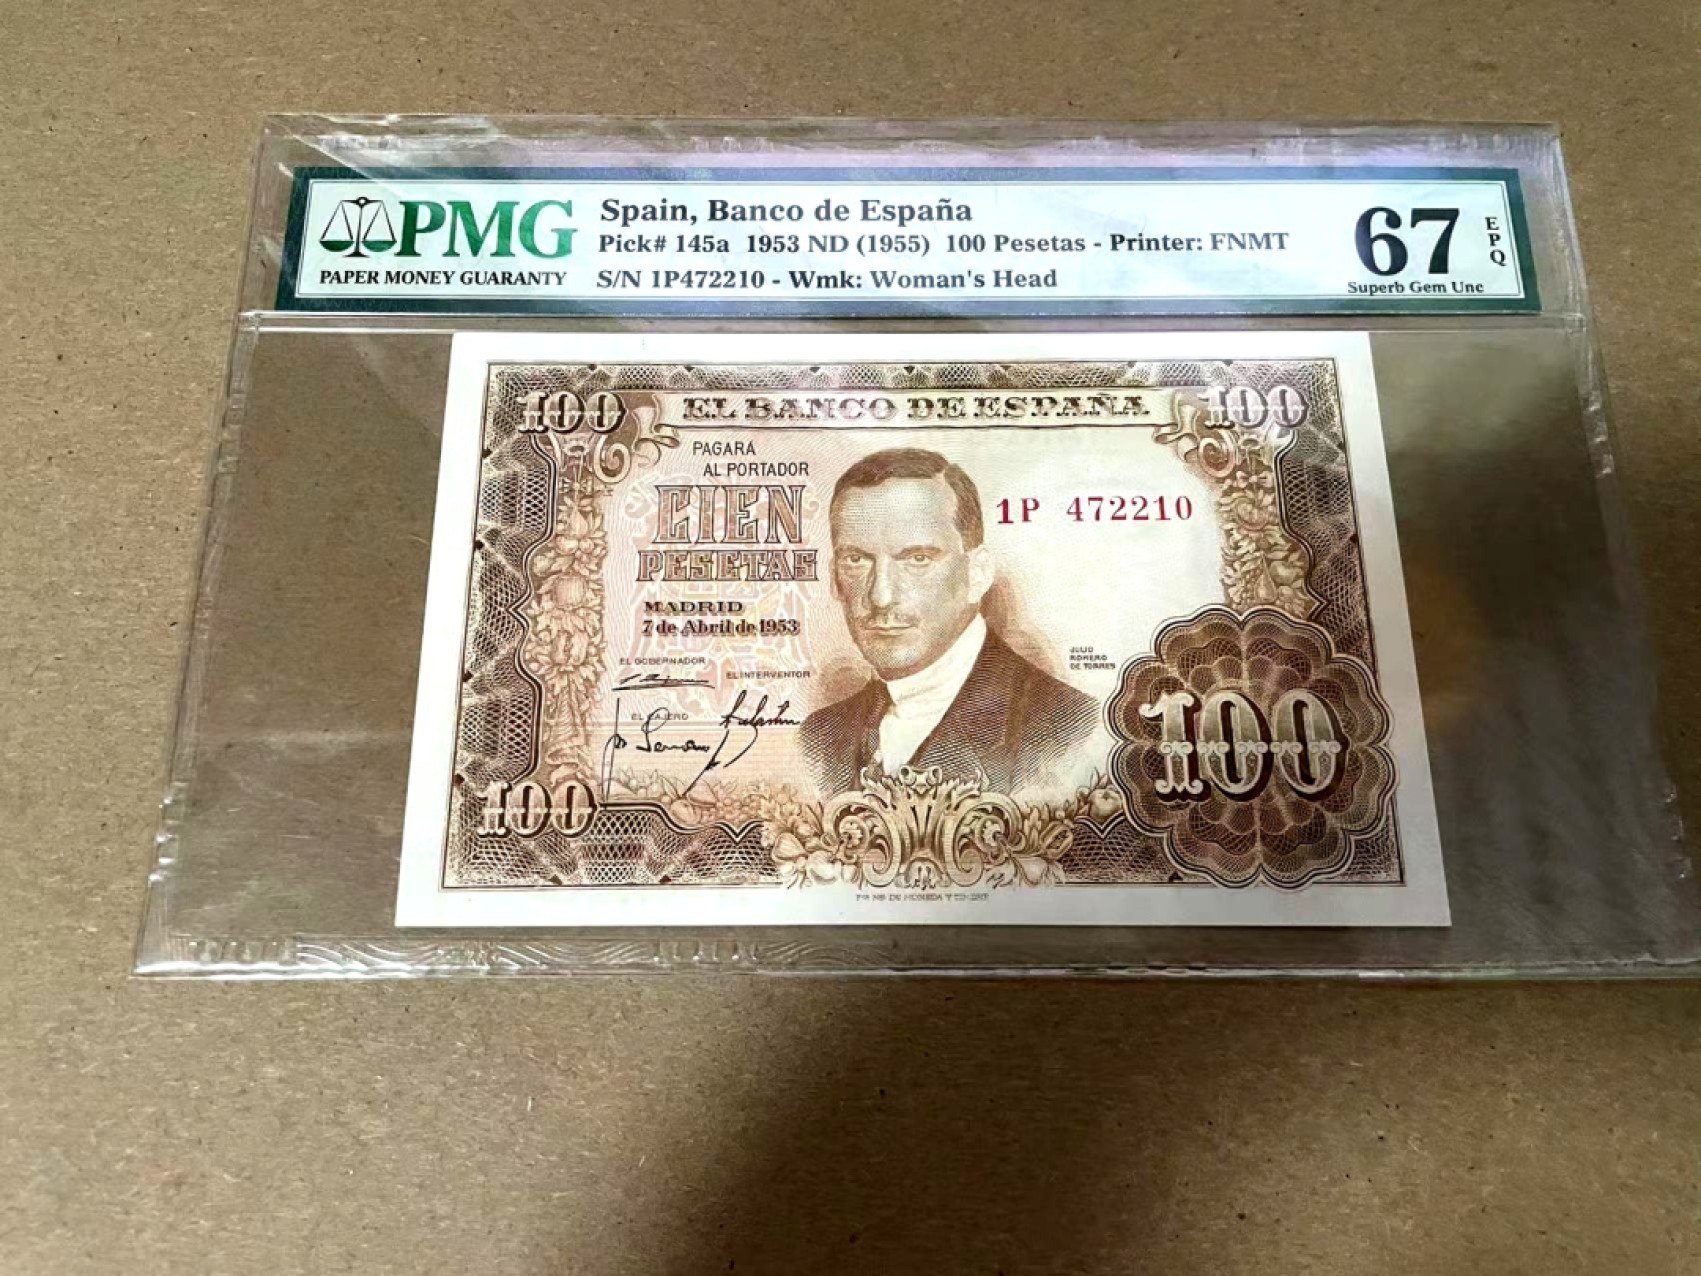 PMG
PAPER MONEY GUARANTY
Spain, Banco de España
Pick# 145a 1953 ND (1955) 100 Pesetas - Printer: FNMT
S/N 1P472210 - Wmk: Woman's Head
67
EPQ
Superb Gem Unc
100
EL BANCO DE ESPAÑA
100
PAGARÁ
AL PORTADOR
CIEN
PESETAS
1P 472210
MADRID
7 de Abril de 1953
EL GOBERNADOR
EL INTERVENTOR
EL CAJERO
JULIO
ROMERO
DE TORRES
100
100